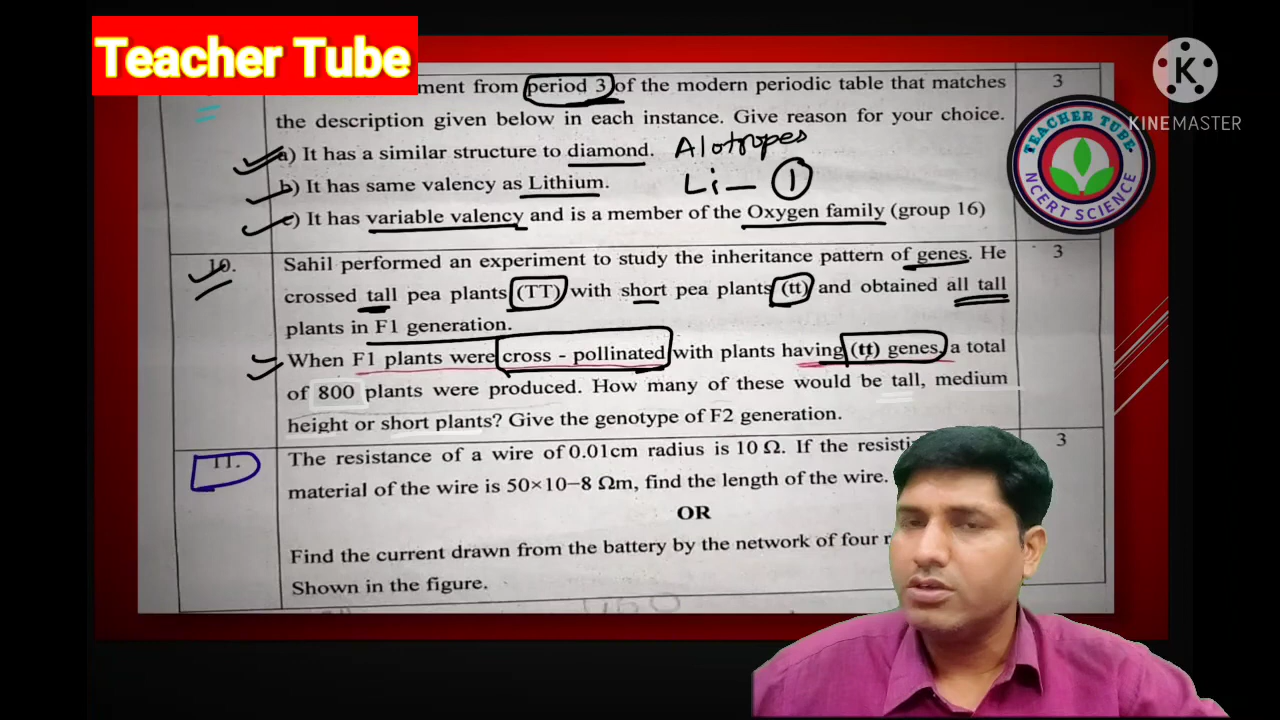 Teacher Tube
K
KINEMASTER
TEACHER TUBE
NCERT SCIENCE
ment from period 3 of the modern periodic table that matches
3
the description given below in each instance. Give reason for your choice.
a) It has a similar structure to diamond. Alotropes
b) It has same valency as Lithium. Li— 1
c) It has variable valency and is a member of the Oxygen family (group 16)
10. Sahil performed an experiment to study the inheritance pattern of genes. He
3
crossed tall pea plants (TT) with short pea plants (tt) and obtained all tall
plants in F1 generation.
When F1 plants were cross - pollinated with plants having (tt) genes, a total
of 800 plants were produced. How many of these would be tall, medium
height or short plants? Give the genotype of F2 generation.
11. The resistance of a wire of 0.01cm radius is 10 Ω. If the
3
material of the wire is 50×10−8 Ωm, find the length of the wire.
OR
Find the current drawn from the battery by the network of four
Shown in the figure.